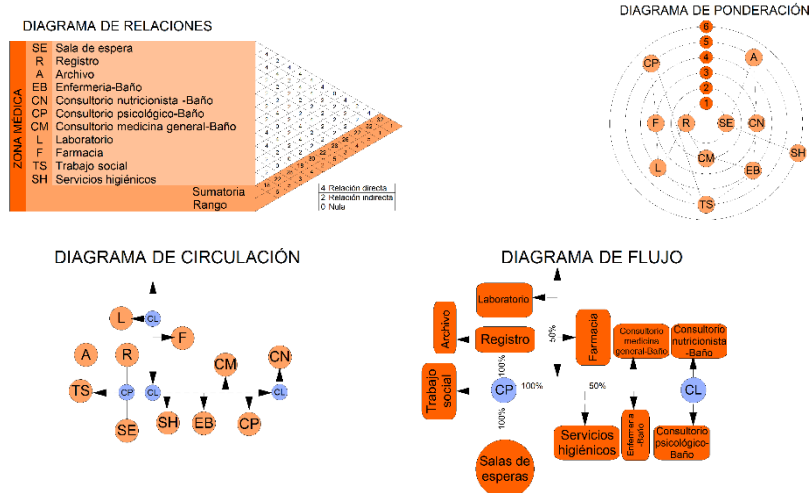 DIAGRAMA DE RELACIONES
ZONA MÉDICA
SE Sala de espera
R Registro
A Archivo
EB Enfermeria-Baño
CN Consultorio nutricionista -Baño
CP Consultorio psicológico-Baño
CM Consultorio medicina general-Baño
L Laboratorio
F Farmacia
TS Trabajo social
SH Servicios higiénicos
Sumatoria
Rango
4 Relación directa
2 Relación indirecta
0 Nula
DIAGRAMA DE PONDERACIÓN
6
5
4
3
2
1
CP
A
F
R
SE
CN
SH
L
CM
EB
TS
DIAGRAMA DE CIRCULACIÓN
L
CL
F
A
R
CM
CN
TS
CP
CL
CL
SE
SH
EB
CP
DIAGRAMA DE FLUJO
Laboratorio
Archivo
Registro
50%
Farmacia
Consultorio
medicina
general-Baño
Consultorio
nutricionista
-Baño
100%
Trabajo
social
CP
100%
50%
CL
100%
Salas de
esperas
Servicios
higiénicos
Enfermeria
-Baño
Consultorio
psicológico-
Baño